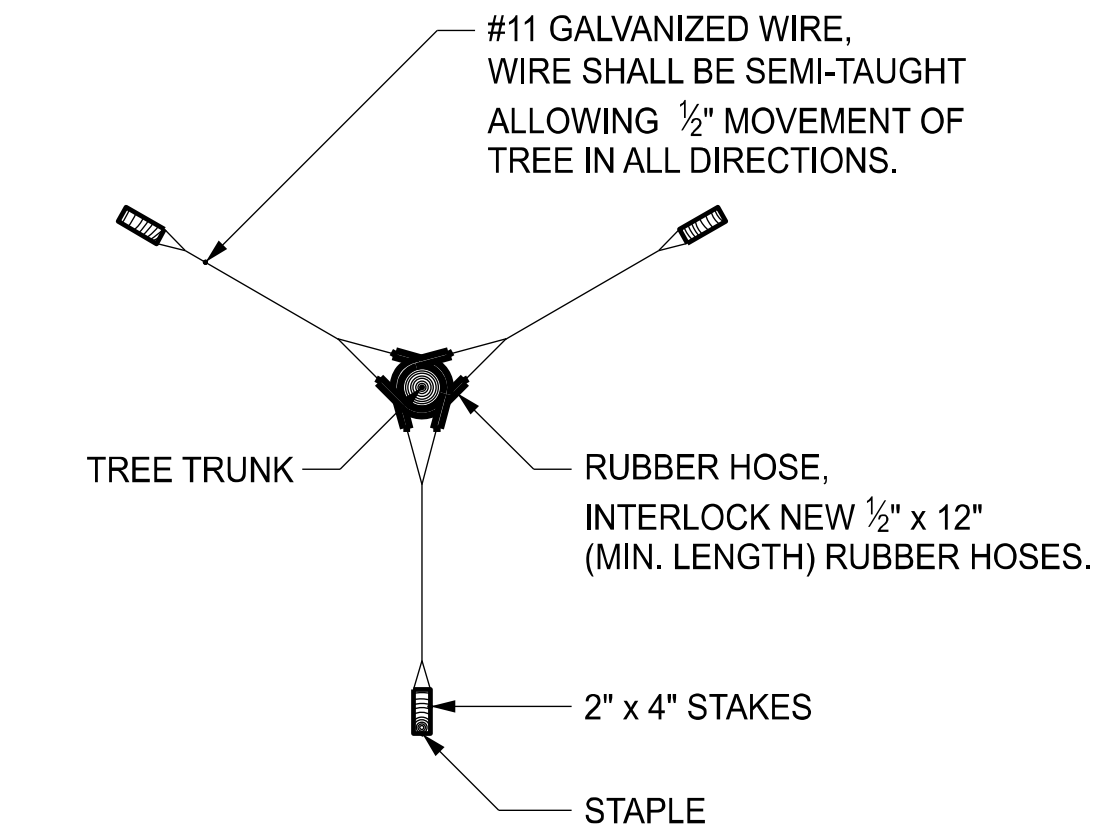 #11 GALVANIZED WIRE,
WIRE SHALL BE SEMI-TAUGHT
ALLOWING ½" MOVEMENT OF
TREE IN ALL DIRECTIONS.
TREE TRUNK
RUBBER HOSE,
INTERLOCK NEW ½" x 12"
(MIN. LENGTH) RUBBER HOSES.
2" x 4" STAKES
STAPLE